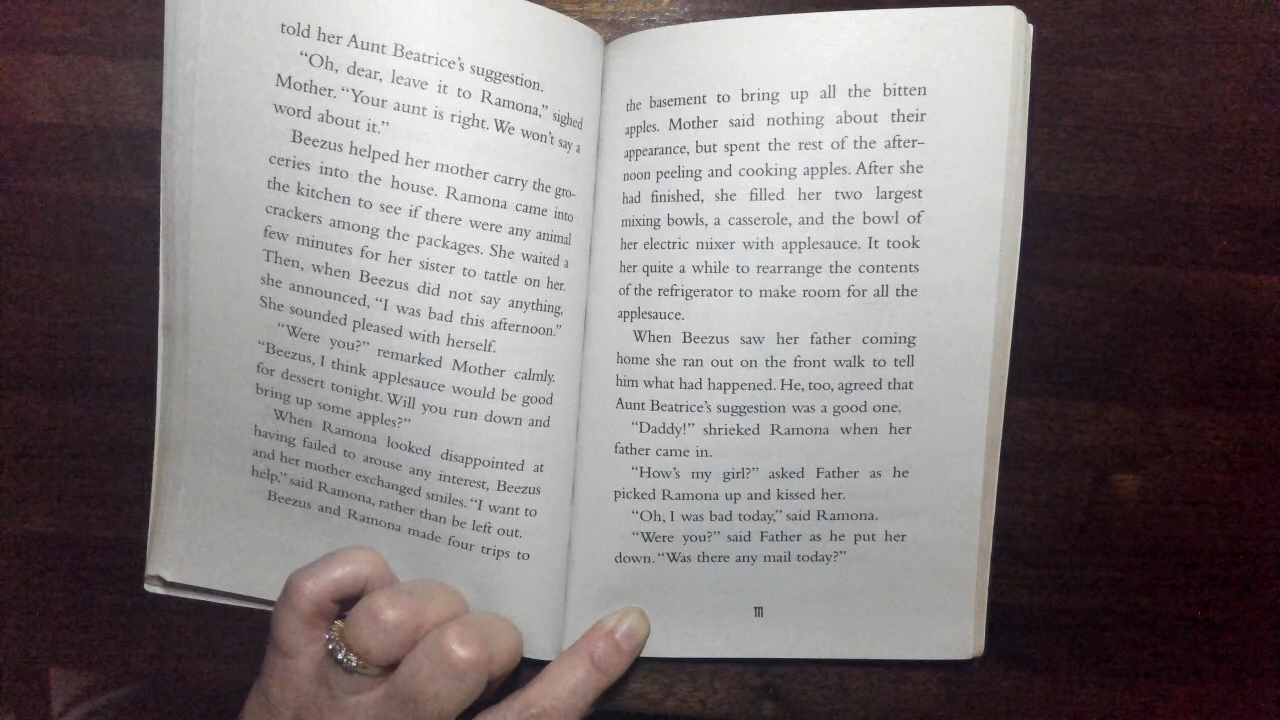 told her Aunt Beatrice's suggestion.
“Oh, dear, leave it to Ramona,” sighed
Mother. “Your aunt is right. We won't say a
word about it.”
Beezus helped her mother carry the gro-
ceries into the house. Ramona came into
the kitchen to see if there were any animal
crackers among the packages. She waited a
few minutes for her sister to tattle on her.
Then, when Beezus did not say anything,
she announced, “I was bad this afternoon.”
She sounded pleased with herself.
“Were you?” remarked Mother calmly.
“Beezus, I think applesauce would be good
for dessert tonight. Will you run down and
bring up some apples?”
When Ramona looked disappointed at
having failed to arouse any interest, Beezus
and her mother exchanged smiles. “I want to
help,” said Ramona, rather than be left out.
Beezus and Ramona made four trips to
the basement to bring up all the bitten
apples. Mother said nothing about their
appearance, but spent the rest of the after-
noon peeling and cooking apples. After she
had finished, she filled her two largest
mixing bowls, a casserole, and the bowl of
her electric mixer with applesauce. It took
her quite a while to rearrange the contents
of the refrigerator to make room for all the
applesauce.
When Beezus saw her father coming
home she ran out on the front walk to tell
him what had happened. He, too, agreed that
Aunt Beatrice's suggestion was a good one.
“Daddy!” shrieked Ramona when her
father came in.
“How's my girl?” asked Father as he
picked Ramona up and kissed her.
“Oh, I was bad today,” said Ramona.
“Were you?” said Father as he put her
down. “Was there any mail today?”
111